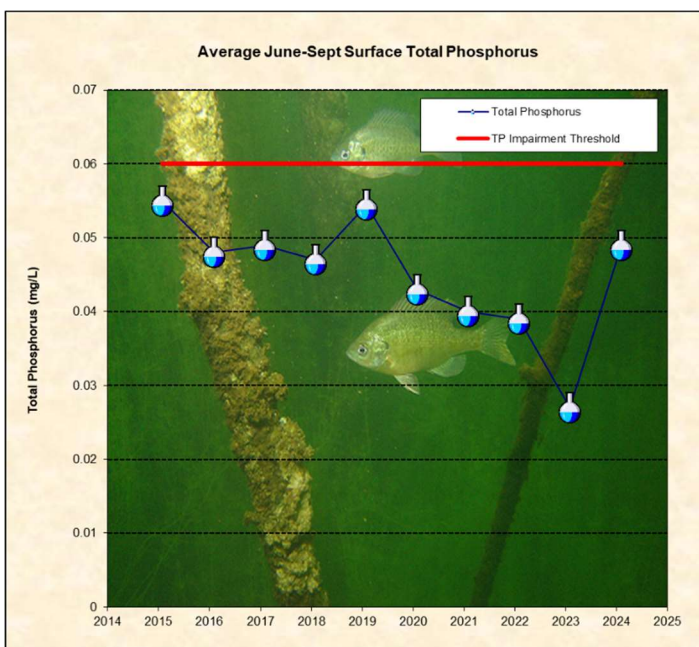 Average June-Sept Surface Total Phosphorus
Total Phosphorus
TP Impairment Threshold
Total Phosphorus (mg/L)
0.07
0.06
0.05
0.04
0.03
0.02
0.01
0
2014 2015 2016 2017 2018 2019 2020 2021 2022 2023 2024 2025